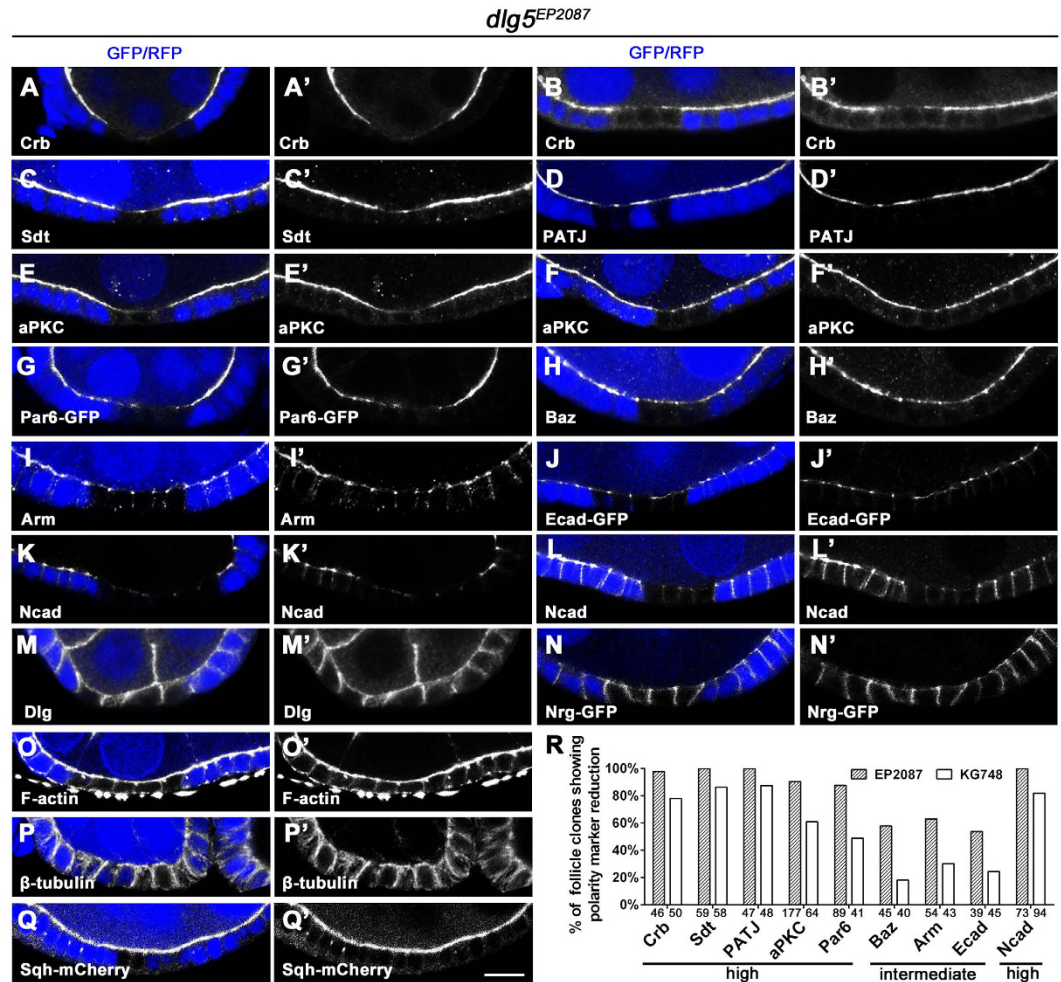 dlg5EP2087
GFP/RFP GFP/RFP
A A' B B'
Crb Crb Crb Crb
C C' D D'
Sdt Sdt PATJ PATJ
E E' F F'
aPKC aPKC aPKC aPKC
G G' H H'
Par6-GFP Par6-GFP Baz Baz
I I' J J'
Arm Arm Ecad-GFP Ecad-GFP
K K' L L'
Ncad Ncad Ncad Ncad
M M' N N'
Dlg Dlg Nrg-GFP Nrg-GFP
O O'
F-actin F-actin
P P'
β-tubulin β-tubulin
Q Q'
Sqh-mCherry Sqh-mCherry
R
% of follicle clones showing
polarity marker reduction
EP2087 KG748
100%
80%
60%
40%
20%
0%
46 50 59 58 47 48 177 64 89 41 45 40 54 43 39 45 73 94
Crb Sdt PATJ aPKC Par6 Baz Arm Ecad Ncad
high intermediate high